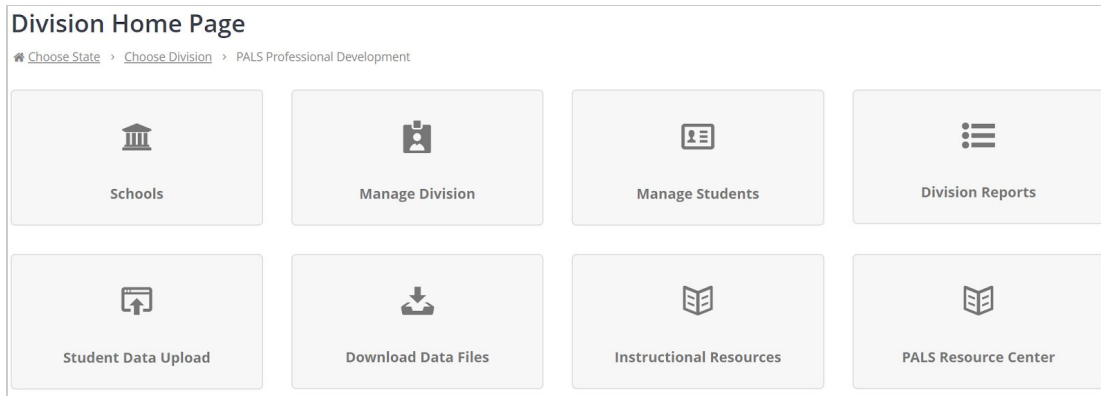 Division Home Page
Choose State > Choose Division > PALS Professional Development
Schools
Manage Division
Manage Students
Division Reports
Student Data Upload
Download Data Files
Instructional Resources
PALS Resource Center